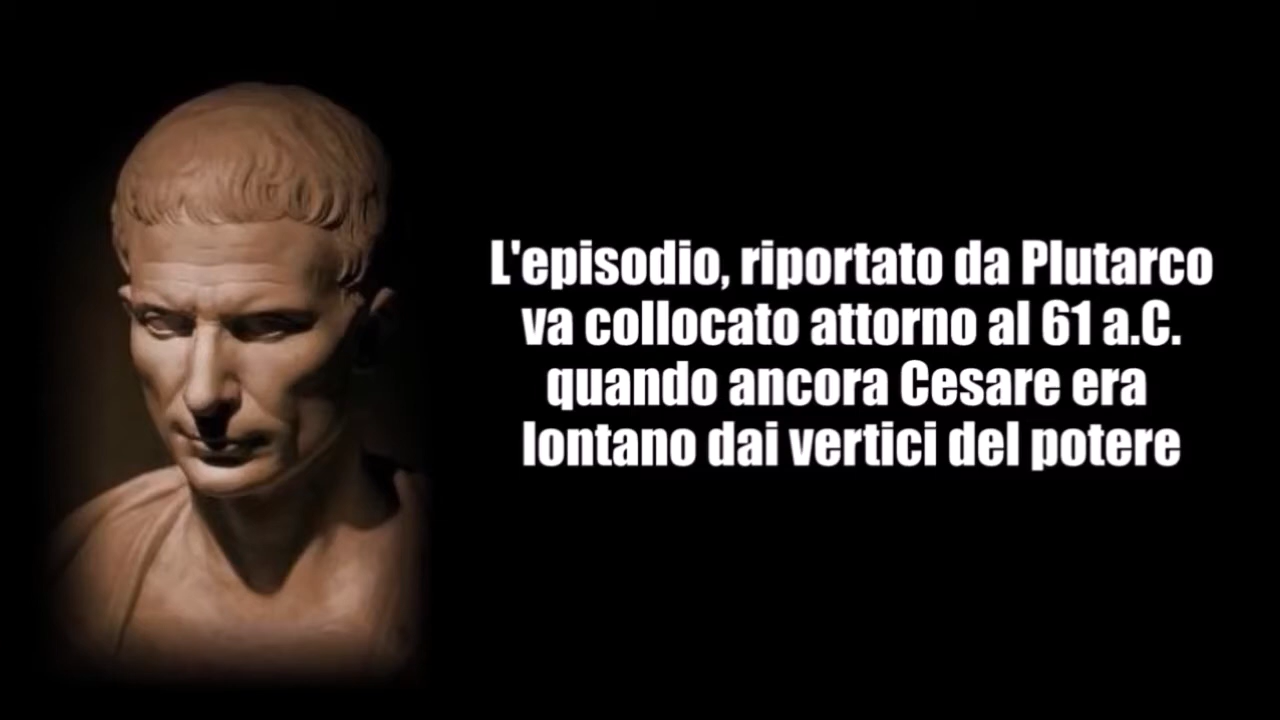 L'episodio, riportato da Plutarco
va collocato attorno al 61 a.C.
quando ancora Cesare era
lontano dai vertici del potere